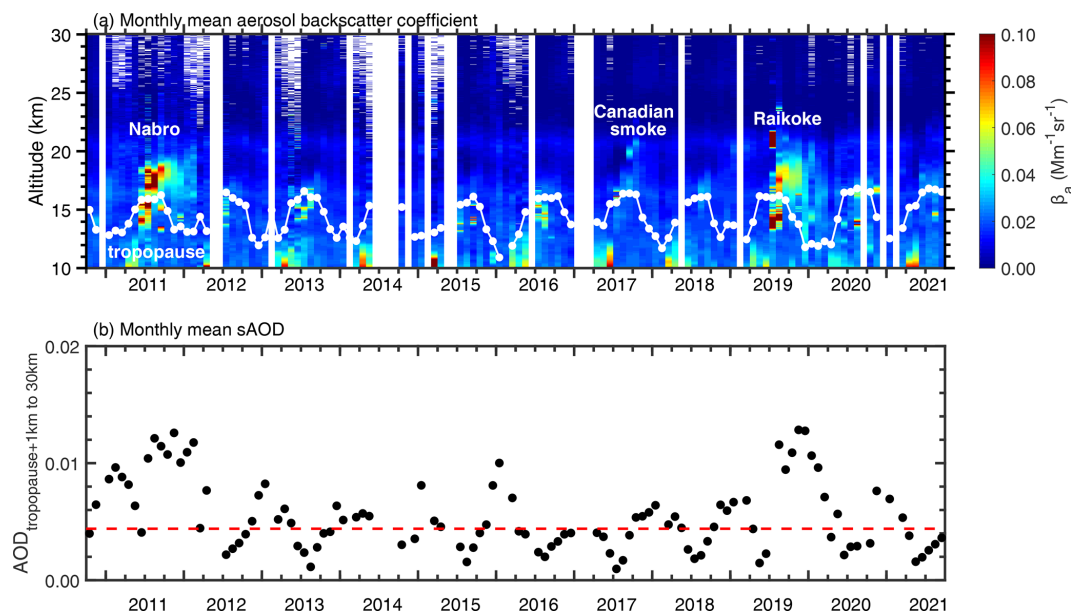 (a) Monthly mean aerosol backscatter coefficient
30
25
20
15
10
Altitude (km)
Nabro
Canadian
smoke
Raikoke
tropopause
2011 2012 2013 2014 2015 2016 2017 2018 2019 2020 2021
0.10
0.08
0.06
0.04
0.02
0.00
βa (Mm-1sr-1)
(b) Monthly mean sAOD
0.02
0.01
0.00
AODtropopause+1km to 30km
2011 2012 2013 2014 2015 2016 2017 2018 2019 2020 2021